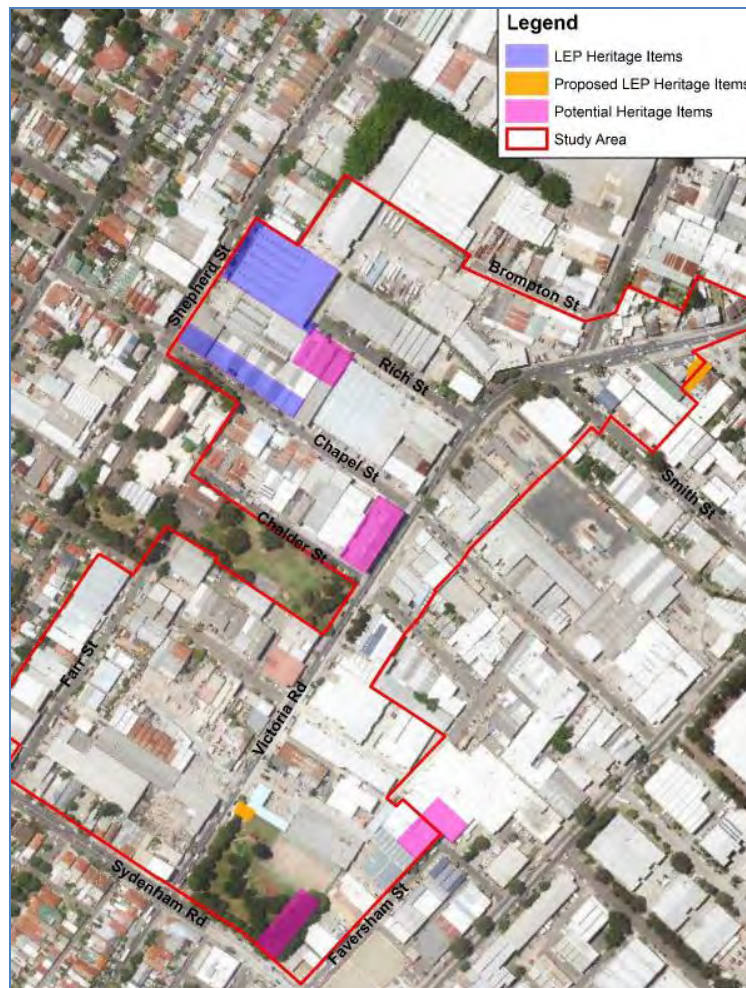 Legend
LEP Heritage Items
Proposed LEP Heritage Items
Potential Heritage Items
Study Area
Shepherd St
Brompton St
Rich St
Chapel St
Smith St
Chalder St
Farr St
Victoria Rd
Sydenham Rd
Faversham St